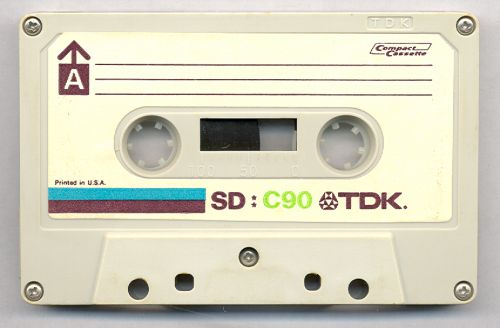 TDK
Compact
Cassette
A
100 50 0
Printed in U.S.A.
SD: C90 TDK.